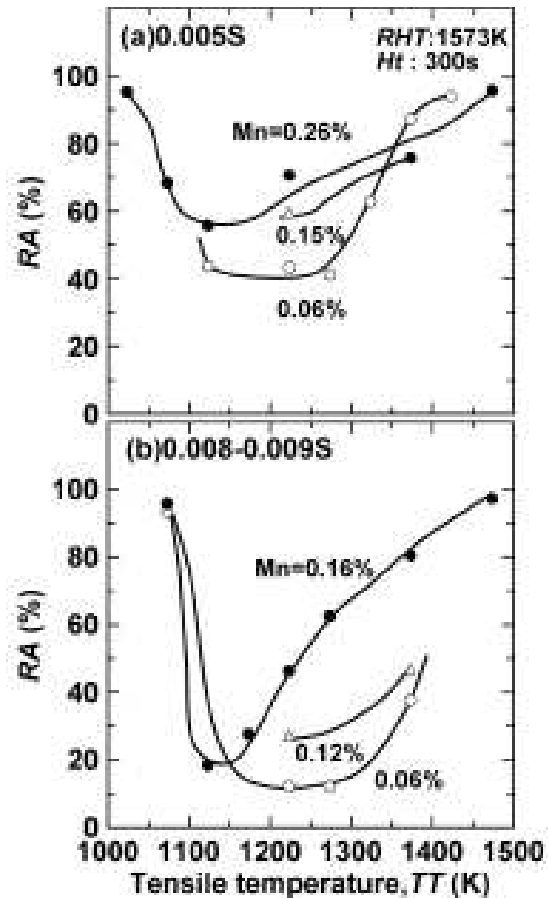 (a)0.005S
RHT:1573K
Ht : 300s
100
80
60
40
20
0
RA (%)
Mn=0.26%
0.15%
0.06%
(b)0.008-0.009S
100
80
60
40
20
0
RA (%)
Mn=0.16%
0.12%
0.06%
1000 1100 1200 1300 1400 1500
Tensile temperature,TT (K)